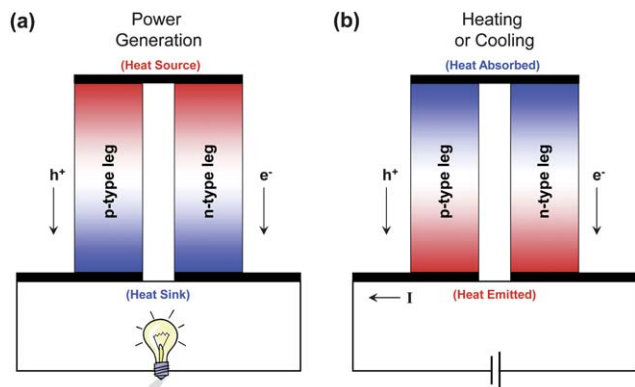 (a)
Power
Generation
(Heat Source)
p-type leg
n-type leg
h+
e-
(Heat Sink)
(b)
Heating
or Cooling
(Heat Absorbed)
p-type leg
n-type leg
h+
e-
I
(Heat Emitted)